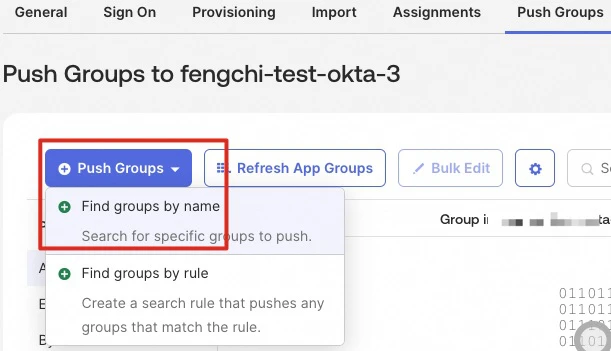 General Sign On Provisioning Import Assignments Push Groups
Push Groups to fengchi-test-okta-3
Push Groups Refresh App Groups Bulk Edit
Find groups by name
Group in
Search for specific groups to push.
Find groups by rule
Create a search rule that pushes any
groups that match the rule.